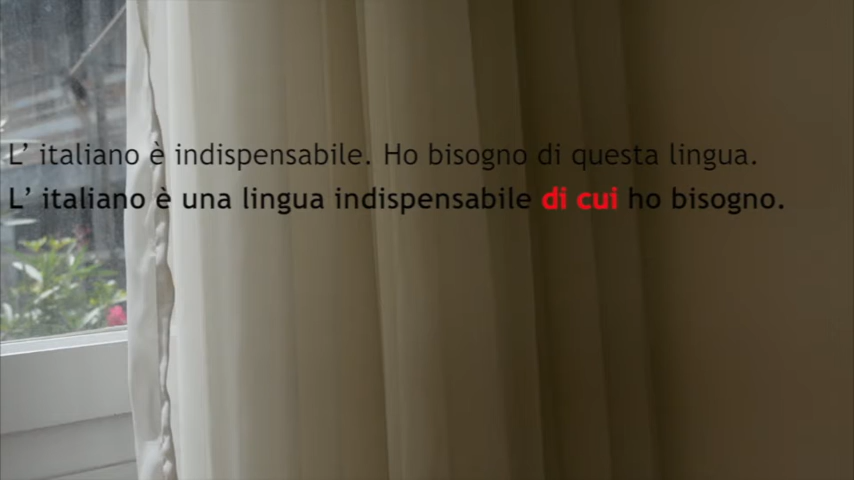 L’ italiano è indispensabile. Ho bisogno di questa lingua.
L’ italiano è una lingua indispensabile di cui ho bisogno.